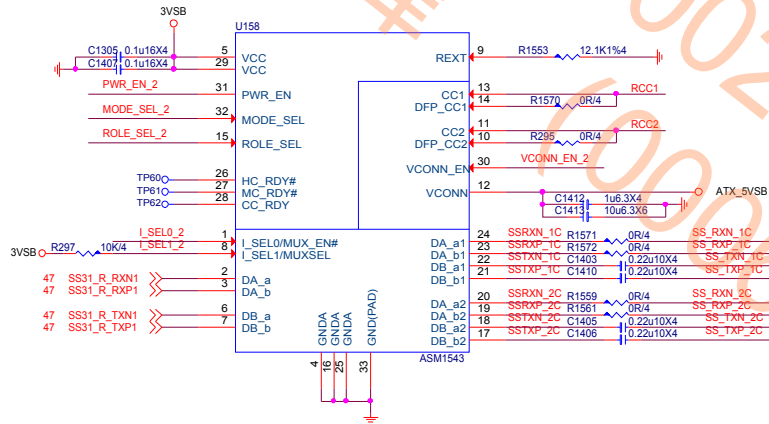 3VSB
U158
C1305 0.1u16X4
C1407 0.1u16X4
5 VCC
29 VCC
REXT 9 R1553 12.1K1%4
PWR_EN_2 31 PWR_EN
MODE_SEL_2 32 MODE_SEL
ROLE_SEL_2 15 ROLE_SEL
CC1 13 RCC1
DFP_CC1 14 R1570 0R/4
CC2 11 RCC2
DFP_CC2 10 R295 0R/4
VCONN_EN 30 VCONN_EN_2
VCONN 12 ATX_5VSB
C1412 1u6.3X4
C1413 10u6.3X6
TP60 26 HC_RDY#
TP61 27 MC_RDY#
TP62 28 CC_RDY
I_SEL0_2 1 I_SEL0/MUX_EN#
3VSB R297 10K/4 I_SEL1_2 8 I_SEL1/MUXSEL
47 SS31_R_RXN1 2 DA_a
47 SS31_R_RXP1 3 DA_b
47 SS31_R_TXN1 6 DB_a
47 SS31_R_TXP1 7 DB_b
DA_a1 24 SSRXN_1C R1571 0R/4 SS_RXN_1C
DA_b1 23 SSRXP_1C R1572 0R/4 SS_RXP_1C
DB_a1 22 SSTXN_1C C1403 0.22u10X4 SS_TXN_1C
DB_b1 21 SSTXP_1C C1410 0.22u10X4 SS_TXP_1C
DA_a2 20 SSRXN_2C R1559 0R/4 SS_RXN_2C
DA_b2 19 SSRXP_2C R1561 0R/4 SS_RXP_2C
DB_a2 18 SSTXN_2C C1405 0.22u10X4 SS_TXN_2C
DB_b2 17 SSTXP_2C C1406 0.22u10X4 SS_TXP_2C
GNDA
GNDA
GNDA
GND(PAD)
4
16
25
33
ASM1543